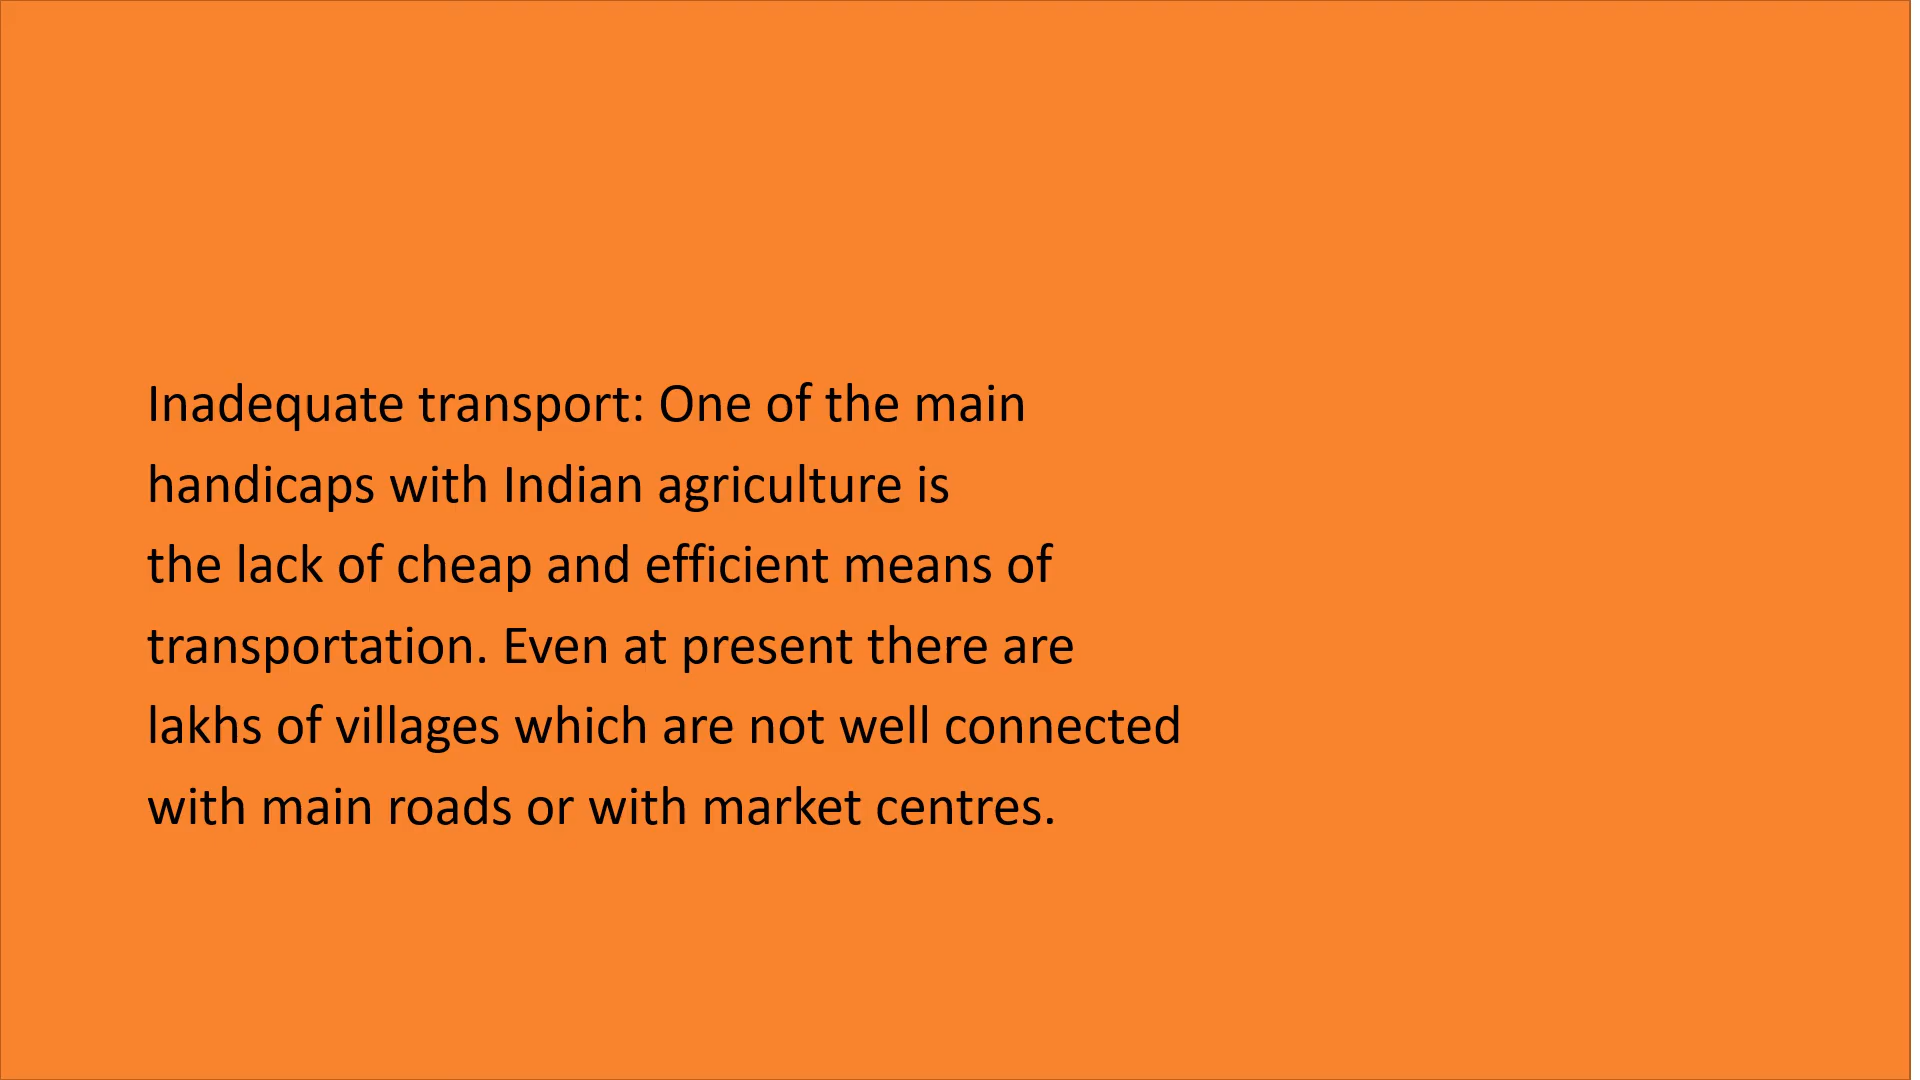 Inadequate transport: One of the main
handicaps with Indian agriculture is
the lack of cheap and efficient means of
transportation. Even at present there are
lakhs of villages which are not well connected
with main roads or with market centres.